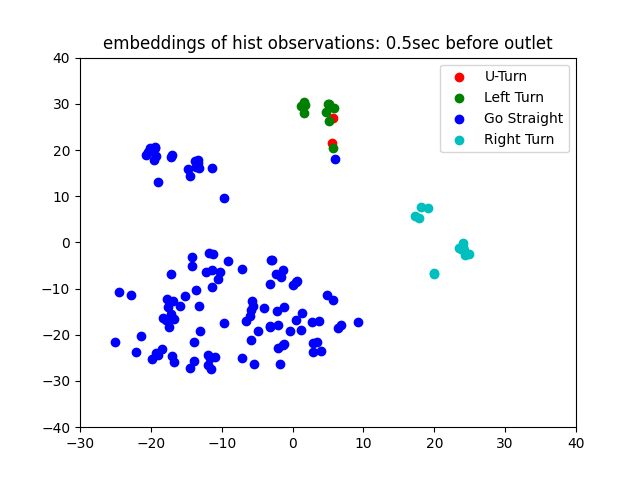 embeddings of hist observations: 0.5sec before outlet
U-Turn
Left Turn
Go Straight
Right Turn
40
30
20
10
0
−10
−20
−30
−40
−30 −20 −10 0 10 20 30 40